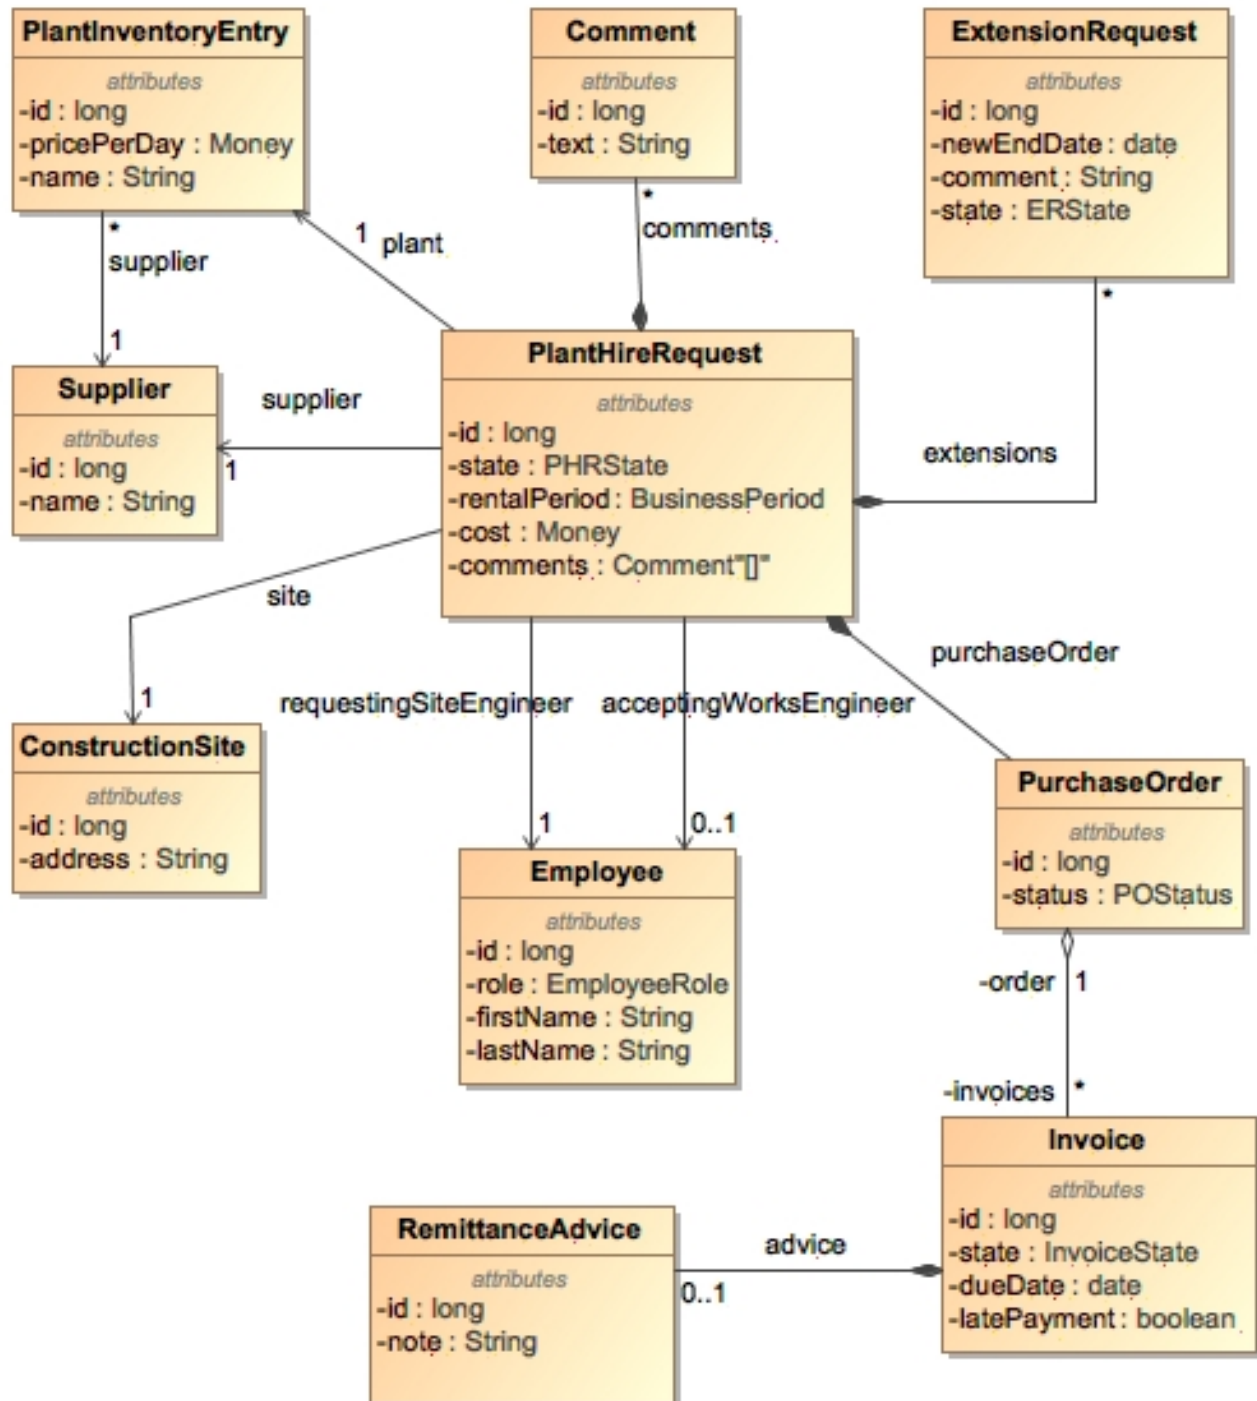 PlantInventoryEntry
attributes
-id : long
-pricePerDay : Money
-name : String
Comment
attributes
-id : long
-text : String
ExtensionRequest
attributes
-id : long
-newEndDate : date
-comment : String
-state : ERState
*
supplier
1
1 plant
*
comments
*
extensions
Supplier
attributes
-id : long
-name : String
supplier
1
PlantHireRequest
attributes
-id : long
-state : PHRState
-rentalPeriod : BusinessPeriod
-cost : Money
-comments : Comment"[]"
site
1
requestingSiteEngineer
1
acceptingWorksEngineer
0..1
purchaseOrder
ConstructionSite
attributes
-id : long
-address : String
Employee
attributes
-id : long
-role : EmployeeRole
-firstName : String
-lastName : String
PurchaseOrder
attributes
-id : long
-status : POStatus
-order 1
-invoices *
Invoice
attributes
-id : long
-state : InvoiceState
-dueDate : date
-latePayment : boolean
advice
0..1
RemittanceAdvice
attributes
-id : long
-note : String